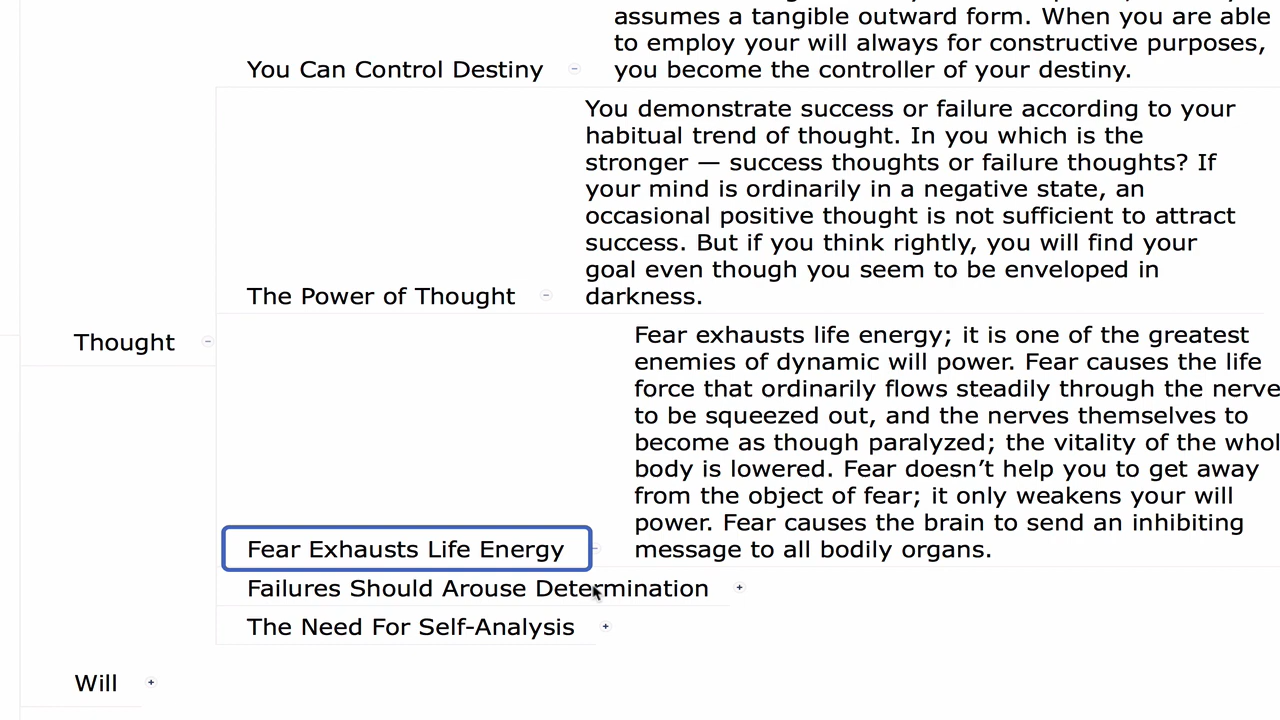 assumes a tangible outward form. When you are able
to employ your will always for constructive purposes,
You Can Control Destiny
you become the controller of your destiny.
You demonstrate success or failure according to your
habitual trend of thought. In you which is the
stronger — success thoughts or failure thoughts? If
your mind is ordinarily in a negative state, an
occasional positive thought is not sufficient to attract
success. But if you think rightly, you will find your
goal even though you seem to be enveloped in
The Power of Thought
darkness.
Thought
Fear exhausts life energy; it is one of the greatest
enemies of dynamic will power. Fear causes the life
force that ordinarily flows steadily through the nerve
to be squeezed out, and the nerves themselves to
become as though paralyzed; the vitality of the whol
body is lowered. Fear doesn’t help you to get away
from the object of fear; it only weakens your will
power. Fear causes the brain to send an inhibiting
Fear Exhausts Life Energy
message to all bodily organs.
Failures Should Arouse Determination
The Need For Self-Analysis
Will